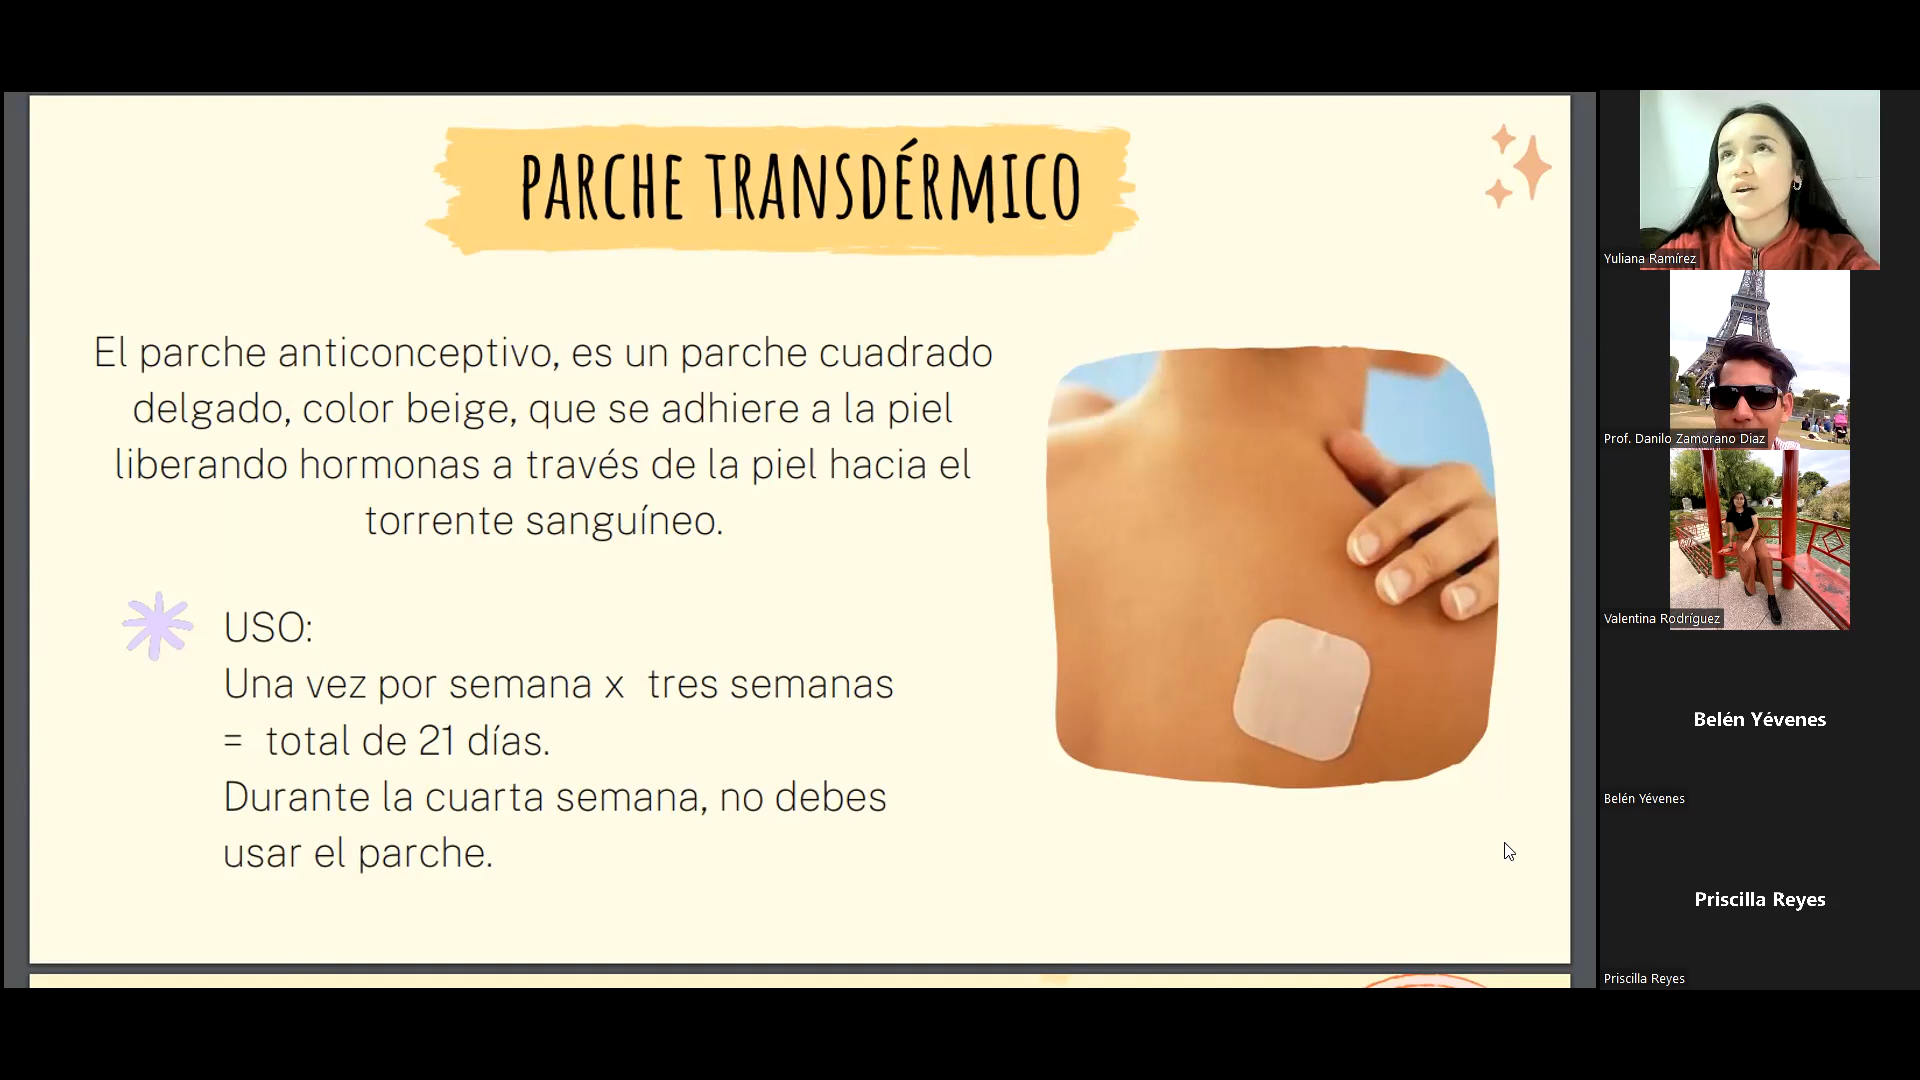 PARCHE TRANSDÉRMICO
El parche anticonceptivo, es un parche cuadrado
delgado, color beige, que se adhiere a la piel
liberando hormonas a través de la piel hacia el
torrente sanguíneo.
USO:
Una vez por semana x tres semanas
= total de 21 días.
Durante la cuarta semana, no debes
usar el parche.
Yuliana Ramírez
Prof. Danilo Zamorano Díaz
Valentina Rodríguez
Belén Yévenes
Belén Yévenes
Priscilla Reyes
Priscilla Reyes